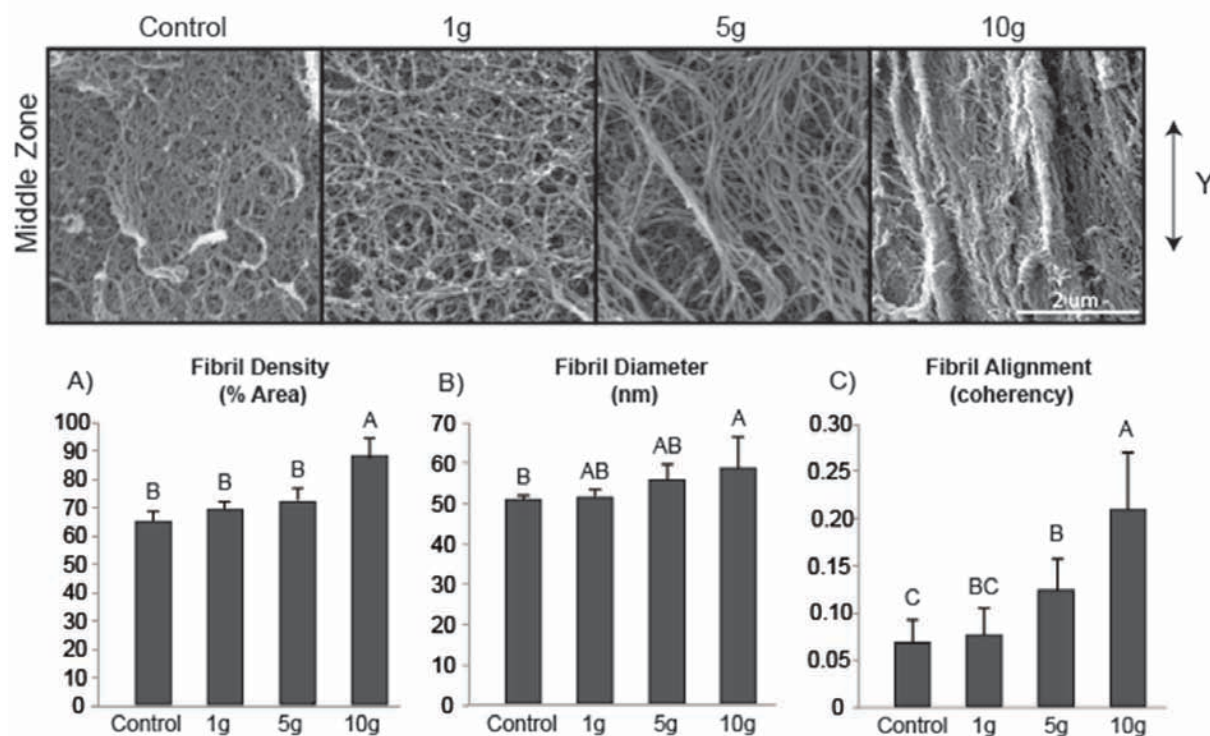 Control 1g 5g 10g
Middle Zone
Y
2 um
A)
Fibril Density
(% Area)
100
90
80
70
60
50
40
30
20
10
0
B B B A
Control 1g 5g 10g
B)
Fibril Diameter
(nm)
70
60
50
40
30
20
10
0
B AB AB A
Control 1g 5g 10g
C)
Fibril Alignment
(coherency)
0.30
0.25
0.20
0.15
0.10
0.05
0
C BC B A
Control 1g 5g 10g